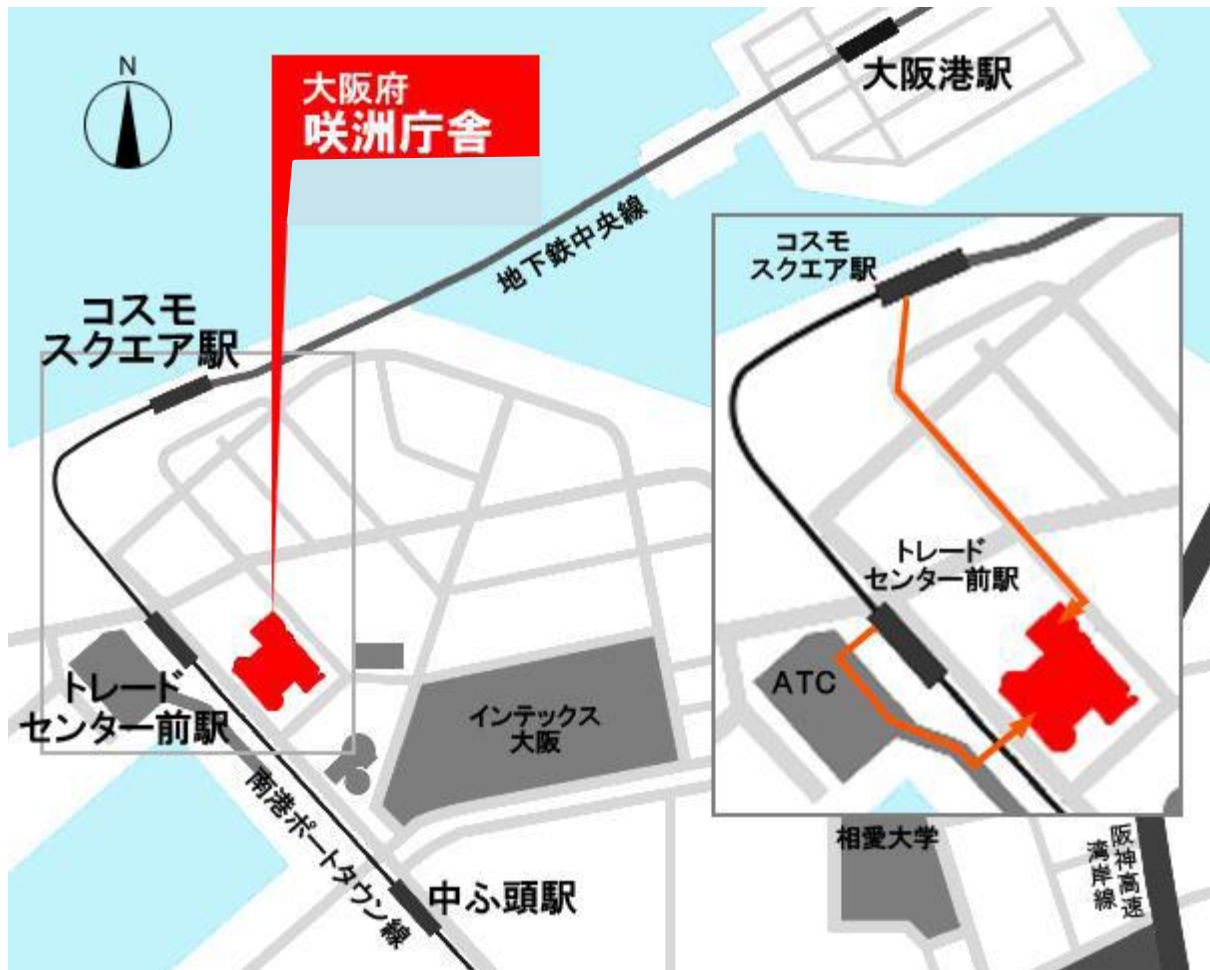 N
大阪府
咲洲庁舎
大阪港駅
地下鉄中央線
コスモ
スクエア駅
コスモ
スクエア駅
トレード
センター前駅
ATC
トレード
センター前駅
インテックス
大阪
南港ポートタウン線
中ふ頭駅
相愛大学
阪神高速
湾岸線